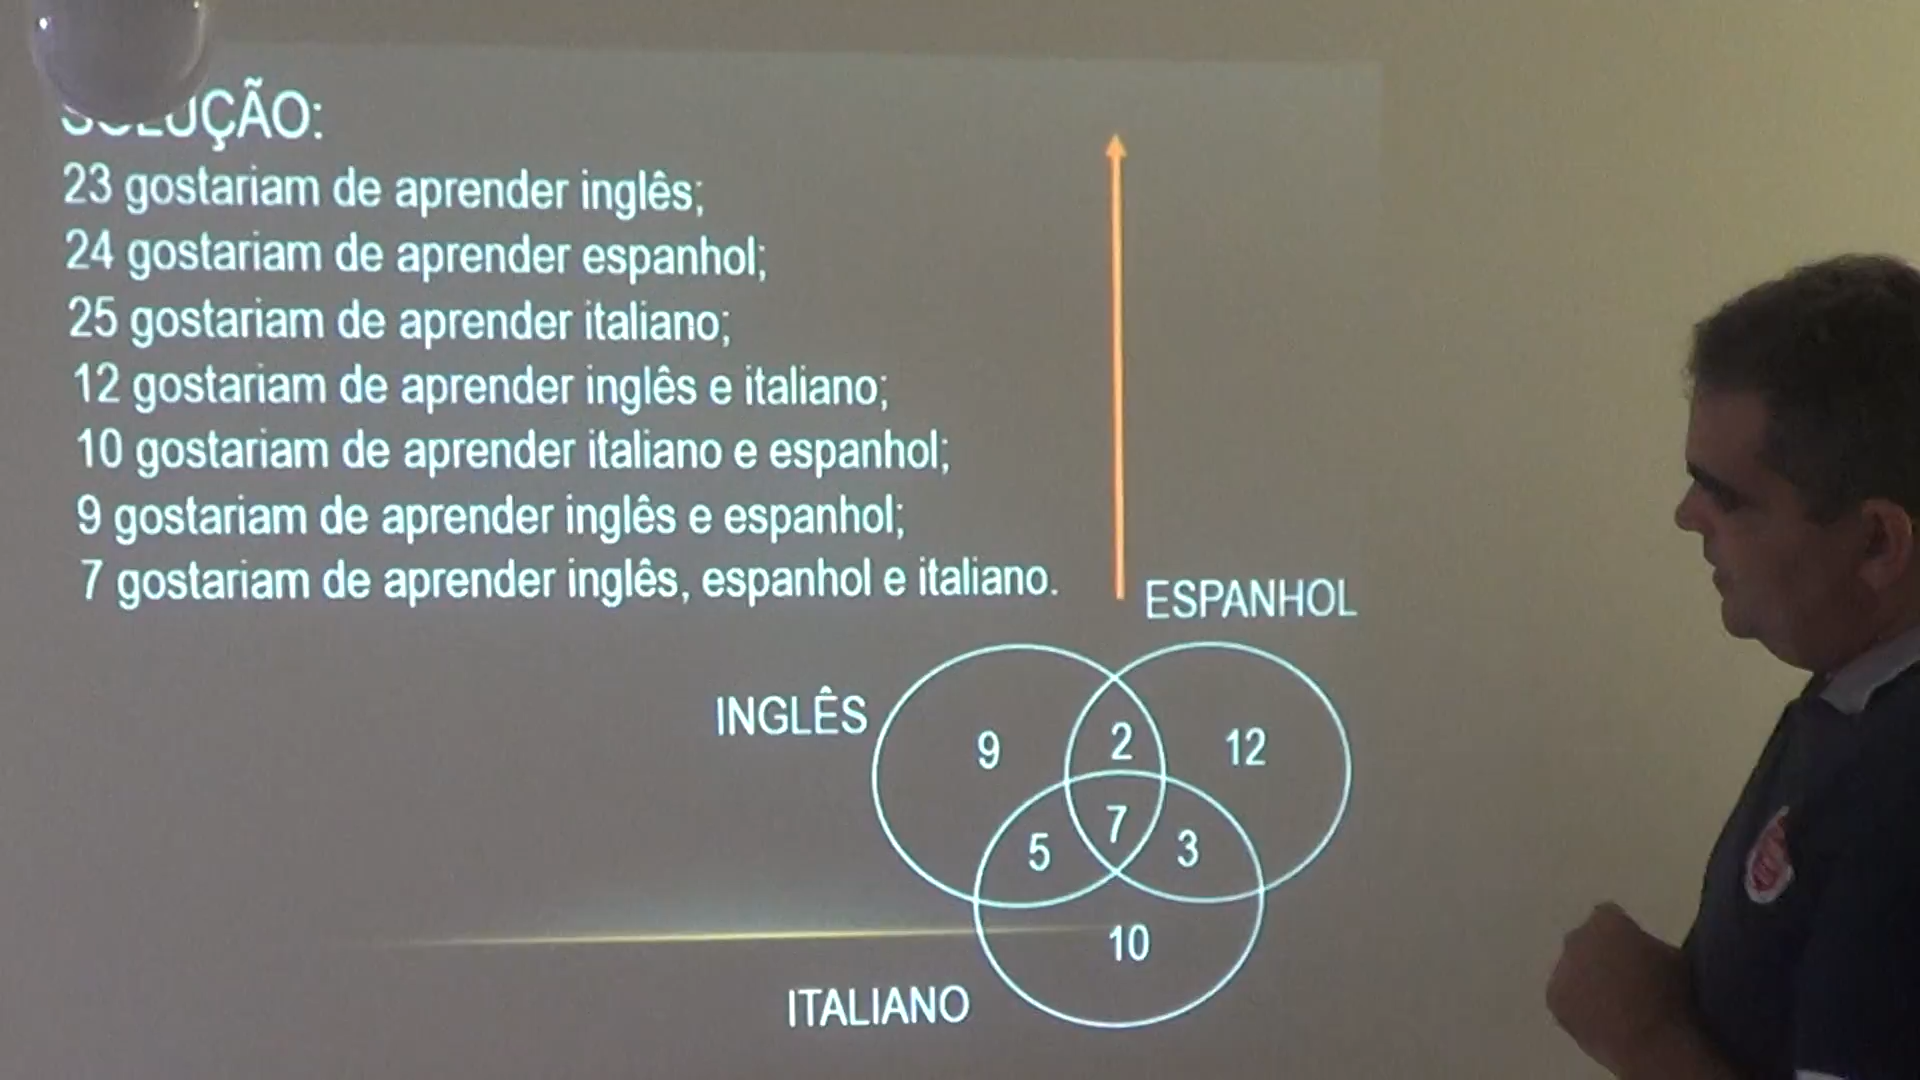 SOLUÇÃO:
23 gostariam de aprender inglês;
24 gostariam de aprender espanhol;
25 gostariam de aprender italiano;
12 gostariam de aprender inglês e italiano;
10 gostariam de aprender italiano e espanhol;
9 gostariam de aprender inglês e espanhol;
7 gostariam de aprender inglês, espanhol e italiano.
ESPANHOL
INGLÊS
9
2
12
5
7
3
10
ITALIANO